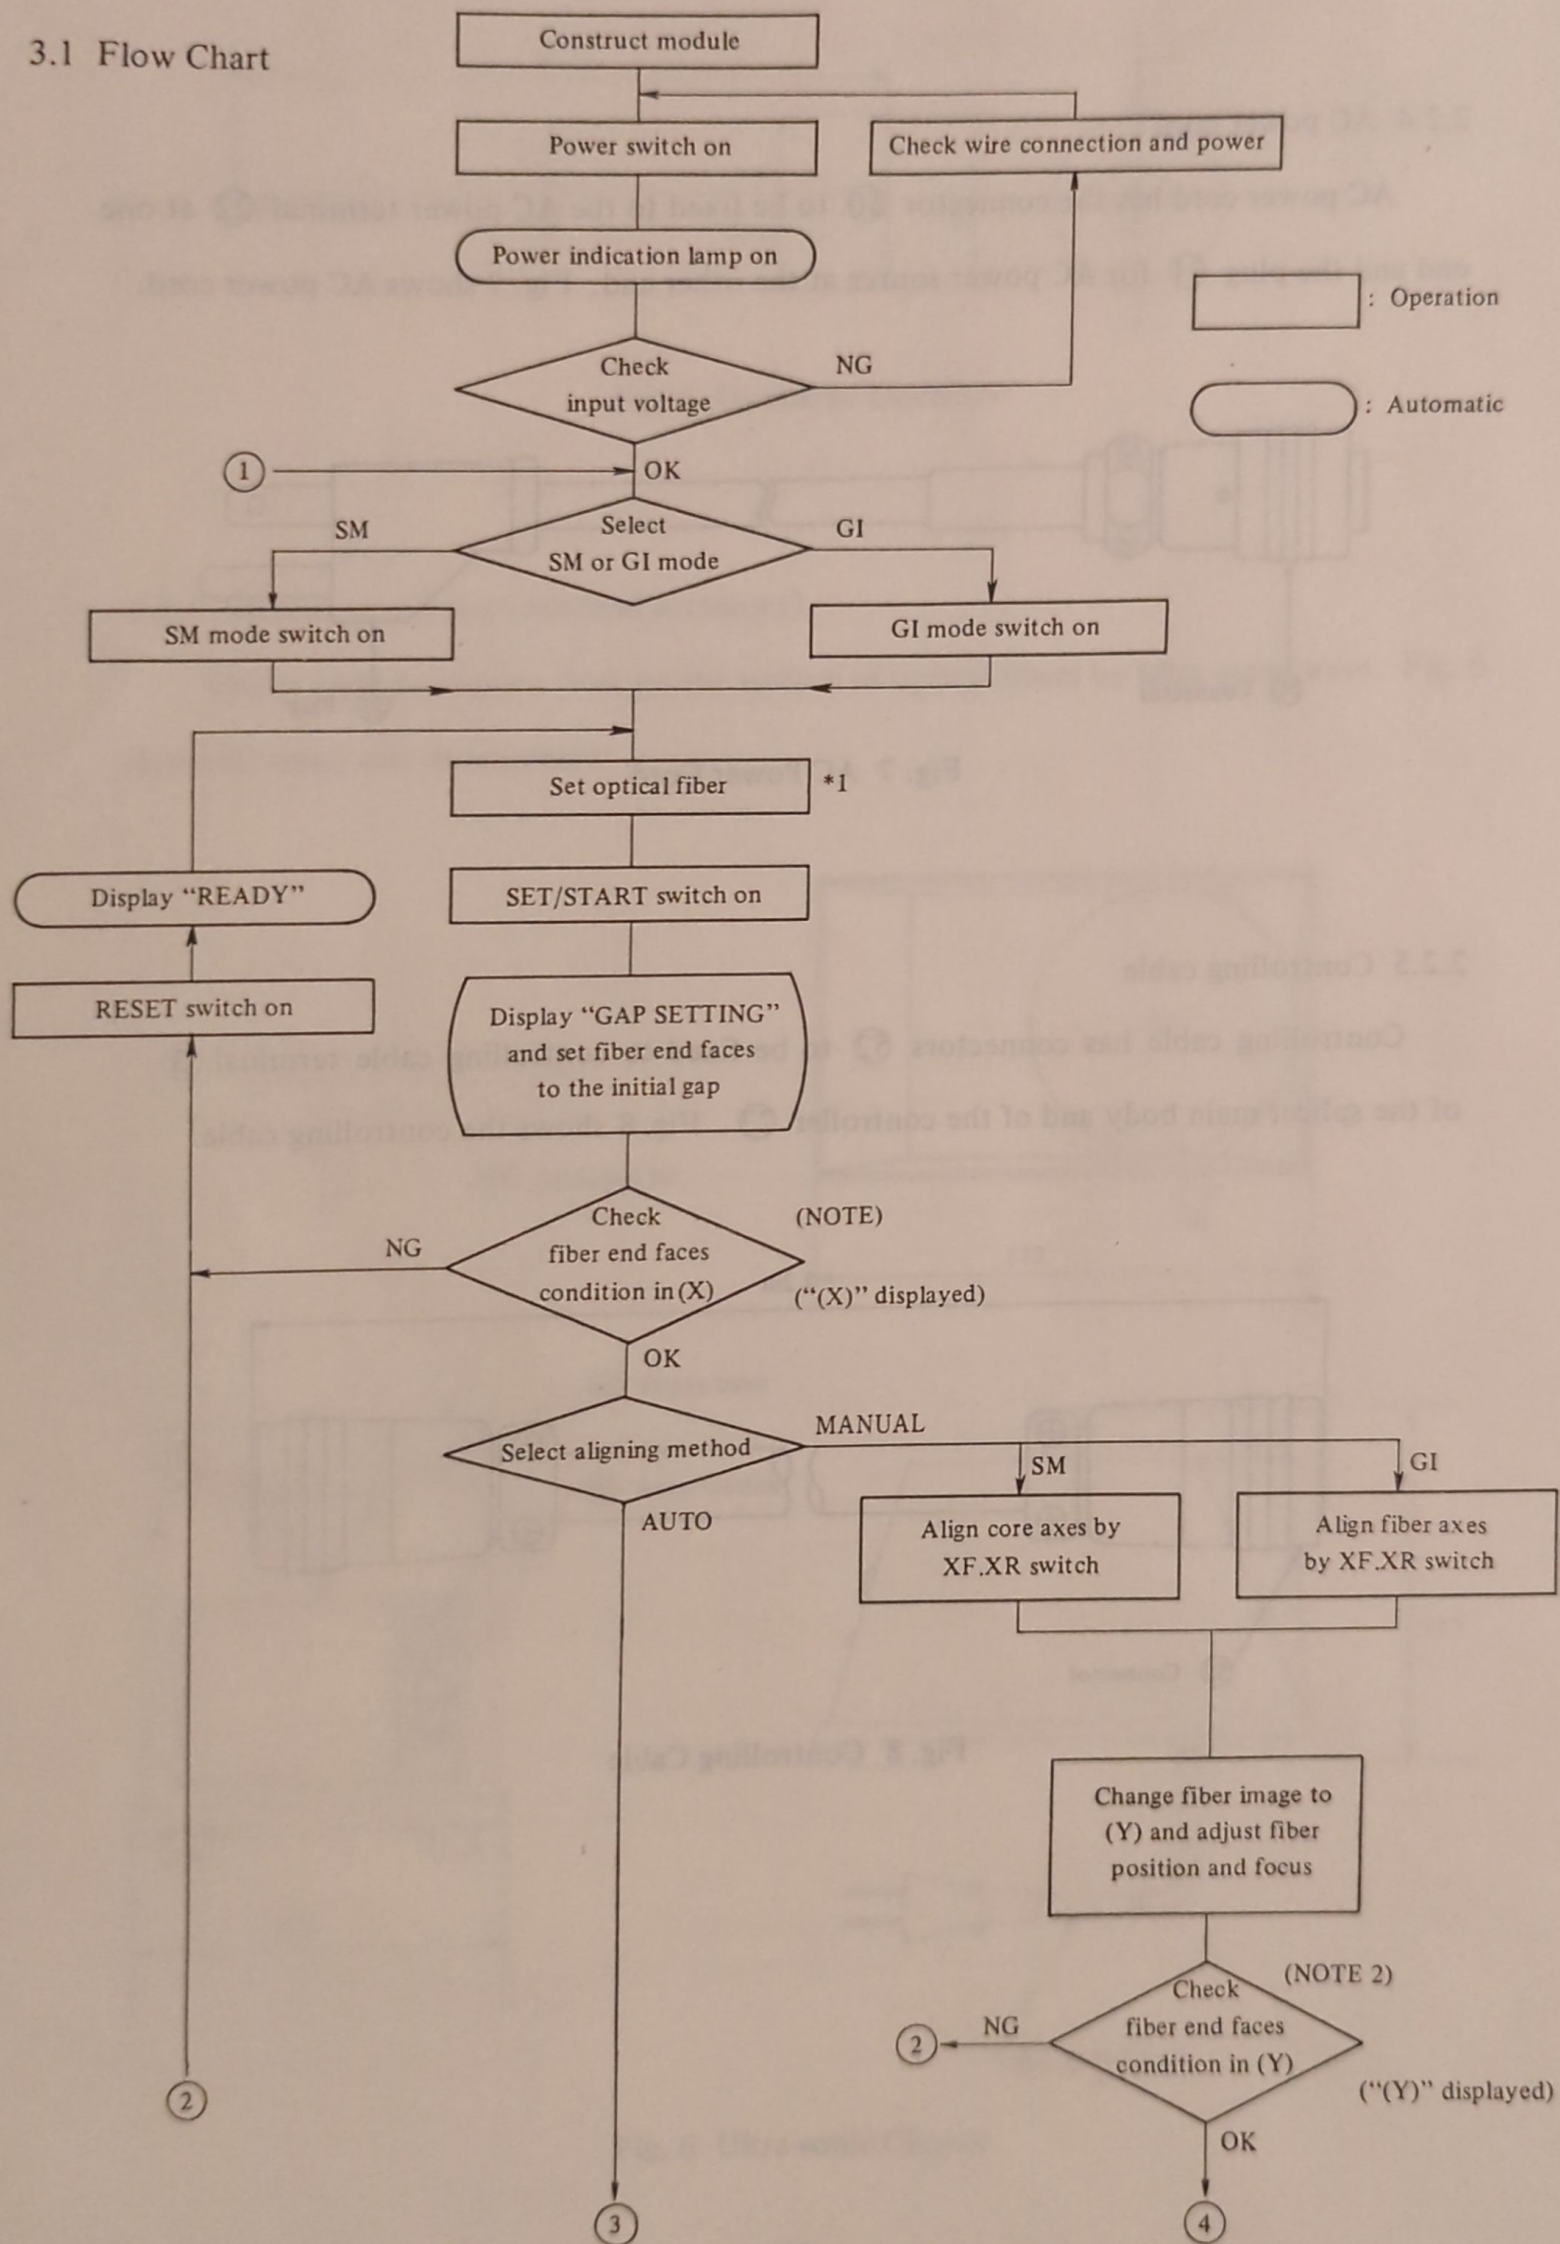 3.1 Flow Chart
Construct module
Power switch on
Check wire connection and power
Power indication lamp on
: Operation
Check
input voltage
NG
: Automatic
1
OK
SM
Select
SM or GI mode
GI
SM mode switch on
GI mode switch on
Set optical fiber
*1
Display “READY”
SET/START switch on
RESET switch on
Display “GAP SETTING”
and set fiber end faces
to the initial gap
NG
Check
fiber end faces
condition in (X)
(NOTE)
(“(X)” displayed)
OK
Select aligning method
MANUAL
SM
GI
AUTO
Align core axes by
XF.XR switch
Align fiber axes
by XF.XR switch
Change fiber image to
(Y) and adjust fiber
position and focus
2
NG
Check
fiber end faces
condition in (Y)
(NOTE 2)
(“(Y)” displayed)
2
OK
3
4